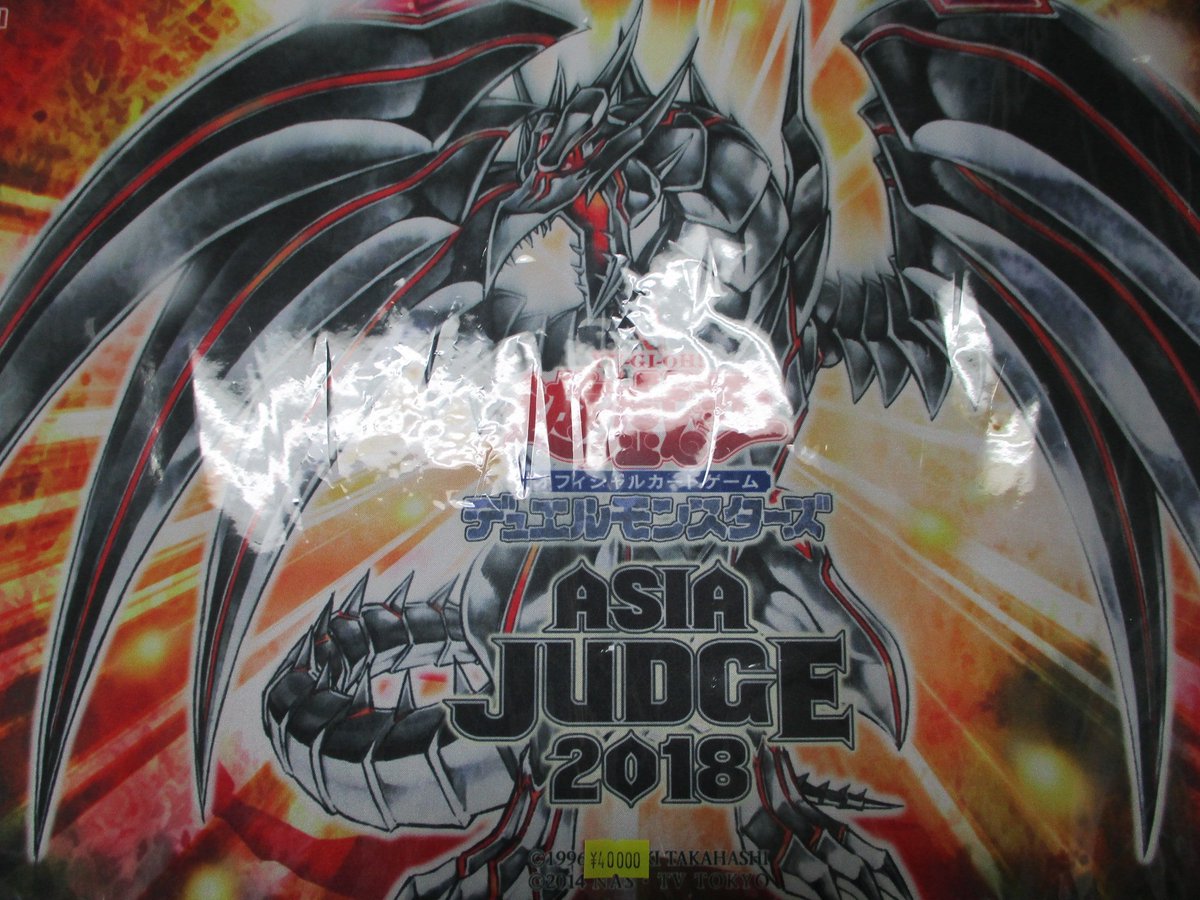 オフィシャルカードゲーム
デュエルモンスターズ
ASIA
JUDGE
2018
©1996 TAKAHASHI
©2014 NAS・TV TOKYO
¥40000